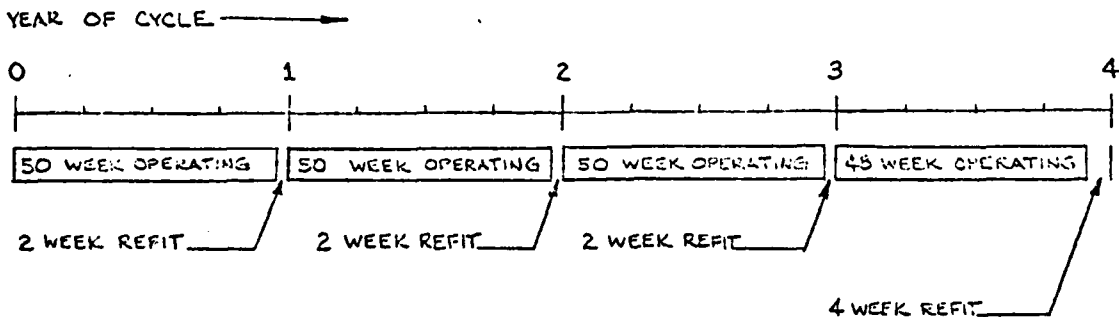 YEAR OF CYCLE
0 1 2 3 4
50 WEEK OPERATING 50 WEEK OPERATING 50 WEEK OPERATING 48 WEEK OPERATING
2 WEEK REFIT 2 WEEK REFIT 2 WEEK REFIT
4 WEEK REFIT